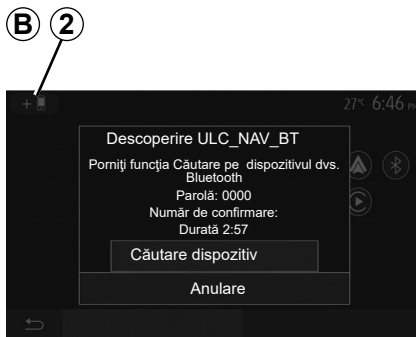 B 2
27°C 6:46 PM
Descoperire ULC_NAV_BT
Porniţi funcţia Căutare pe dispozitivul dvs.
Bluetooth
Parolă: 0000
Număr de confirmare:
Durată 2:57
Căutare dispozitiv
Anulare